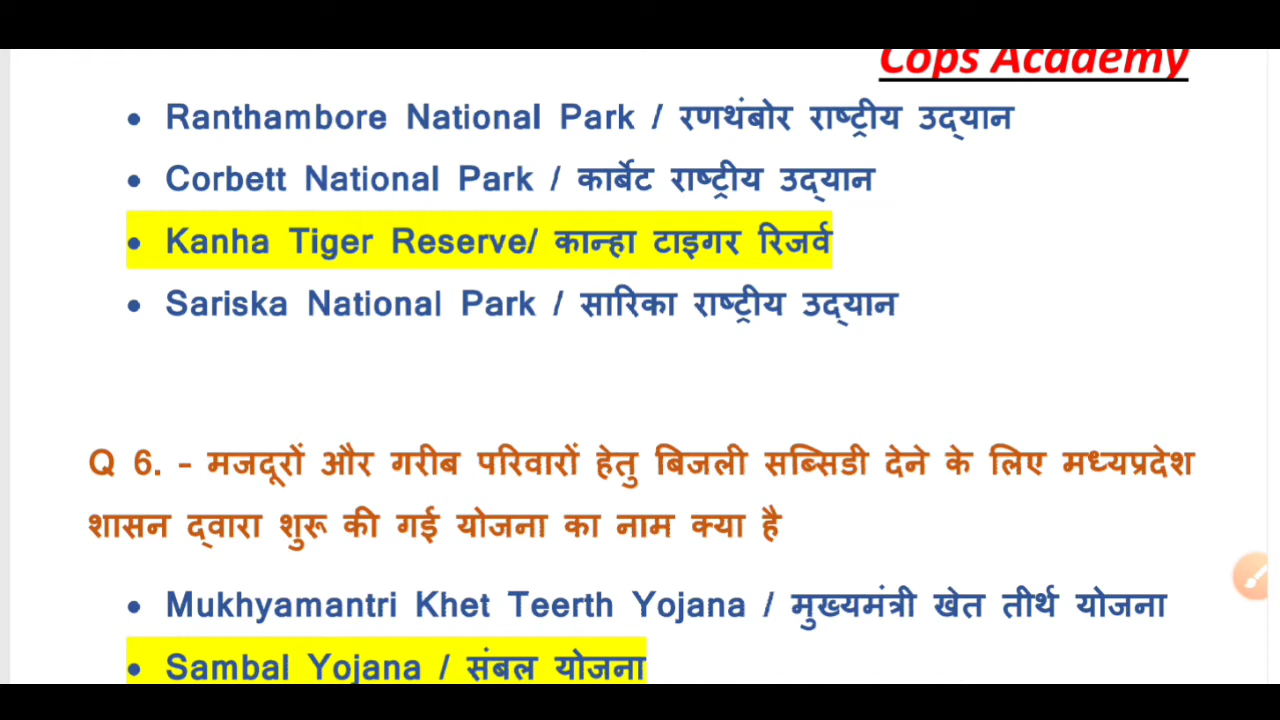 Cops Academy
• Ranthambore National Park / रणथंबोर राष्ट्रीय उद्यान
• Corbett National Park / कार्बेट राष्ट्रीय उद्यान
• Kanha Tiger Reserve/ कान्हा टाइगर रिजर्व
• Sariska National Park / सारिका राष्ट्रीय उद्यान
Q 6. - मजदूरों और गरीब परिवारों हेतु बिजली सब्सिडी देने के लिए मध्यप्रदेश
शासन द्वारा शुरू की गई योजना का नाम क्या है
• Mukhyamantri Khet Teerth Yojana / मुख्यमंत्री खेत तीर्थ योजना
• Sambal Yojana / संबल योजना